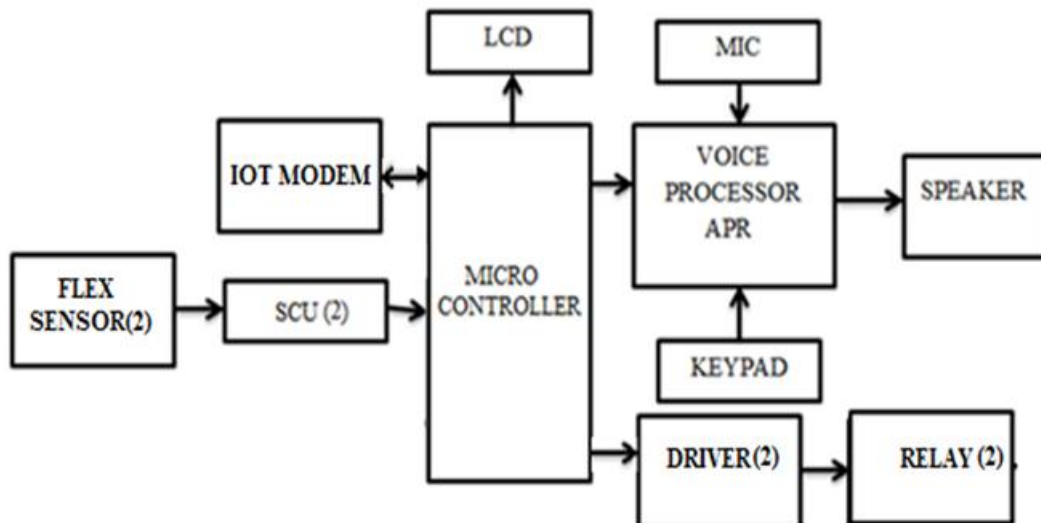 LCD
MIC
IOT MODEM
VOICE
PROCESSOR
APR
SPEAKER
FLEX
SENSOR(2)
SCU (2)
MICRO
CONTROLLER
KEYPAD
DRIVER(2)
RELAY (2)